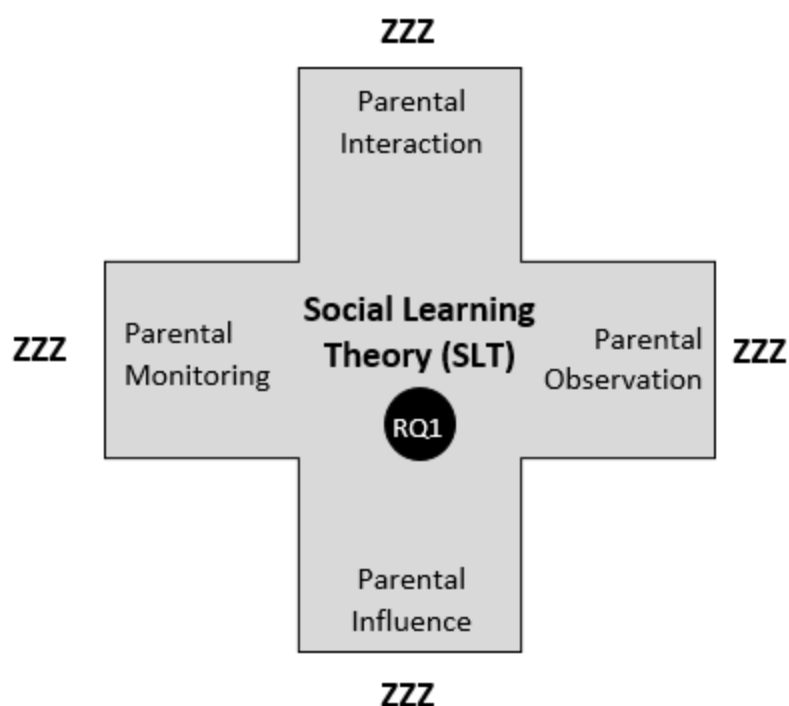 ZZZ
Parental
Interaction
Social Learning
Theory (SLT)
ZZZ
Parental
Monitoring
Parental
Observation
ZZZ
RQ1
Parental
Influence
ZZZ